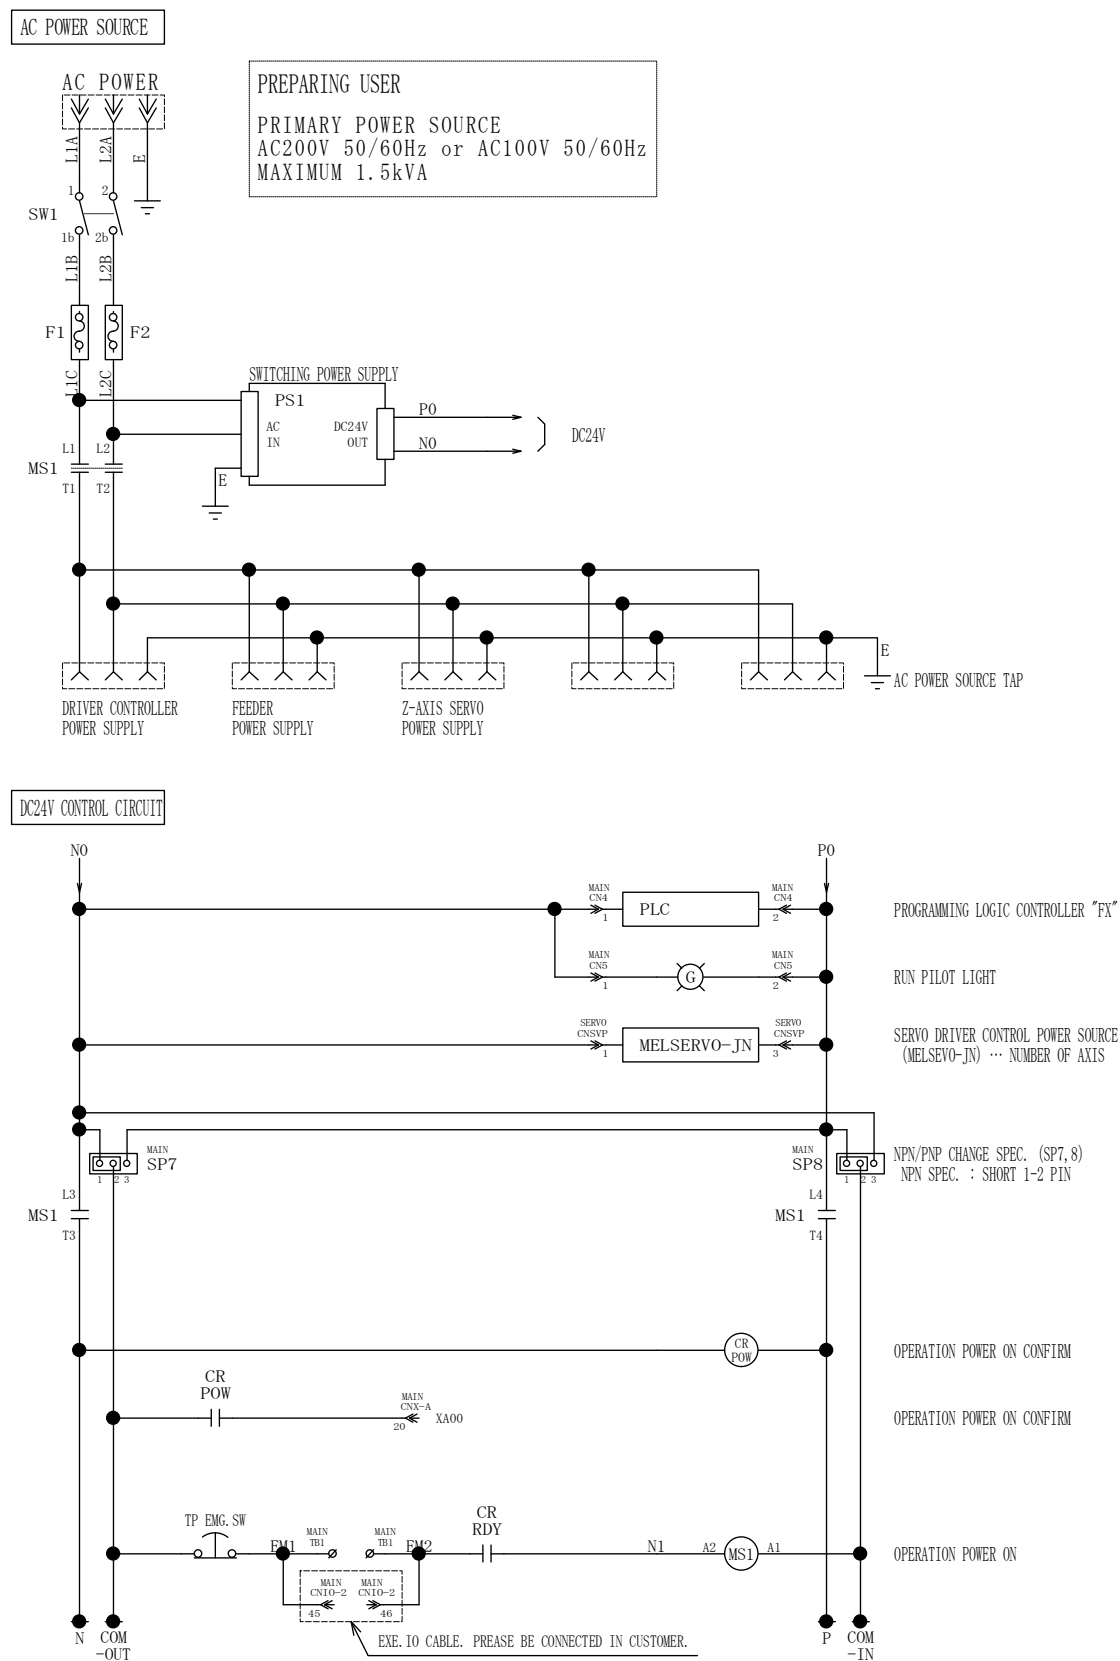 AC POWER SOURCE
AC POWER
PREPARING USER
PRIMARY POWER SOURCE
AC200V 50/60Hz or AC100V 50/60Hz
MAXIMUM 1.5kVA
L1A
L2A
E
1
2
SW1
1b
2b
L1B
L2B
F1
F2
L1C
L2C
SWITCHING POWER SUPPLY
PS1
AC
IN
DC24V
OUT
P0
N0
DC24V
E
L1
L2
MS1
T1
T2
E
AC POWER SOURCE TAP
DRIVER CONTROLLER
POWER SUPPLY
FEEDER
POWER SUPPLY
Z-AXIS SERVO
POWER SUPPLY
DC24V CONTROL CIRCUIT
N0
P0
MAIN
CN4
1
PLC
MAIN
CN4
2
PROGRAMMING LOGIC CONTROLLER "FX"
MAIN
CN5
1
G
MAIN
CN5
2
RUN PILOT LIGHT
SERVO
CNSVP
1
MELSERVO-JN
SERVO
CNSVP
3
SERVO DRIVER CONTROL POWER SOURCE
(MELSEVO-JN) ··· NUMBER OF AXIS
MAIN
SP7
1 2 3
MAIN
SP8
1 2 3
NPN/PNP CHANGE SPEC. (SP7,8)
NPN SPEC. : SHORT 1-2 PIN
L3
MS1
T3
L4
MS1
T4
CR
POW
OPERATION POWER ON CONFIRM
CR
POW
MAIN
CNX-A
20
XA00
OPERATION POWER ON CONFIRM
TP EMG.SW
EM1
MAIN
TB1
MAIN
TB1
EM2
CR
RDY
N1
A2
MS1
A1
OPERATION POWER ON
MAIN
CNIO-2
45
MAIN
CNIO-2
46
N
COM
-OUT
EXE.IO CABLE. PREASE BE CONNECTED IN CUSTOMER.
P
COM
-IN